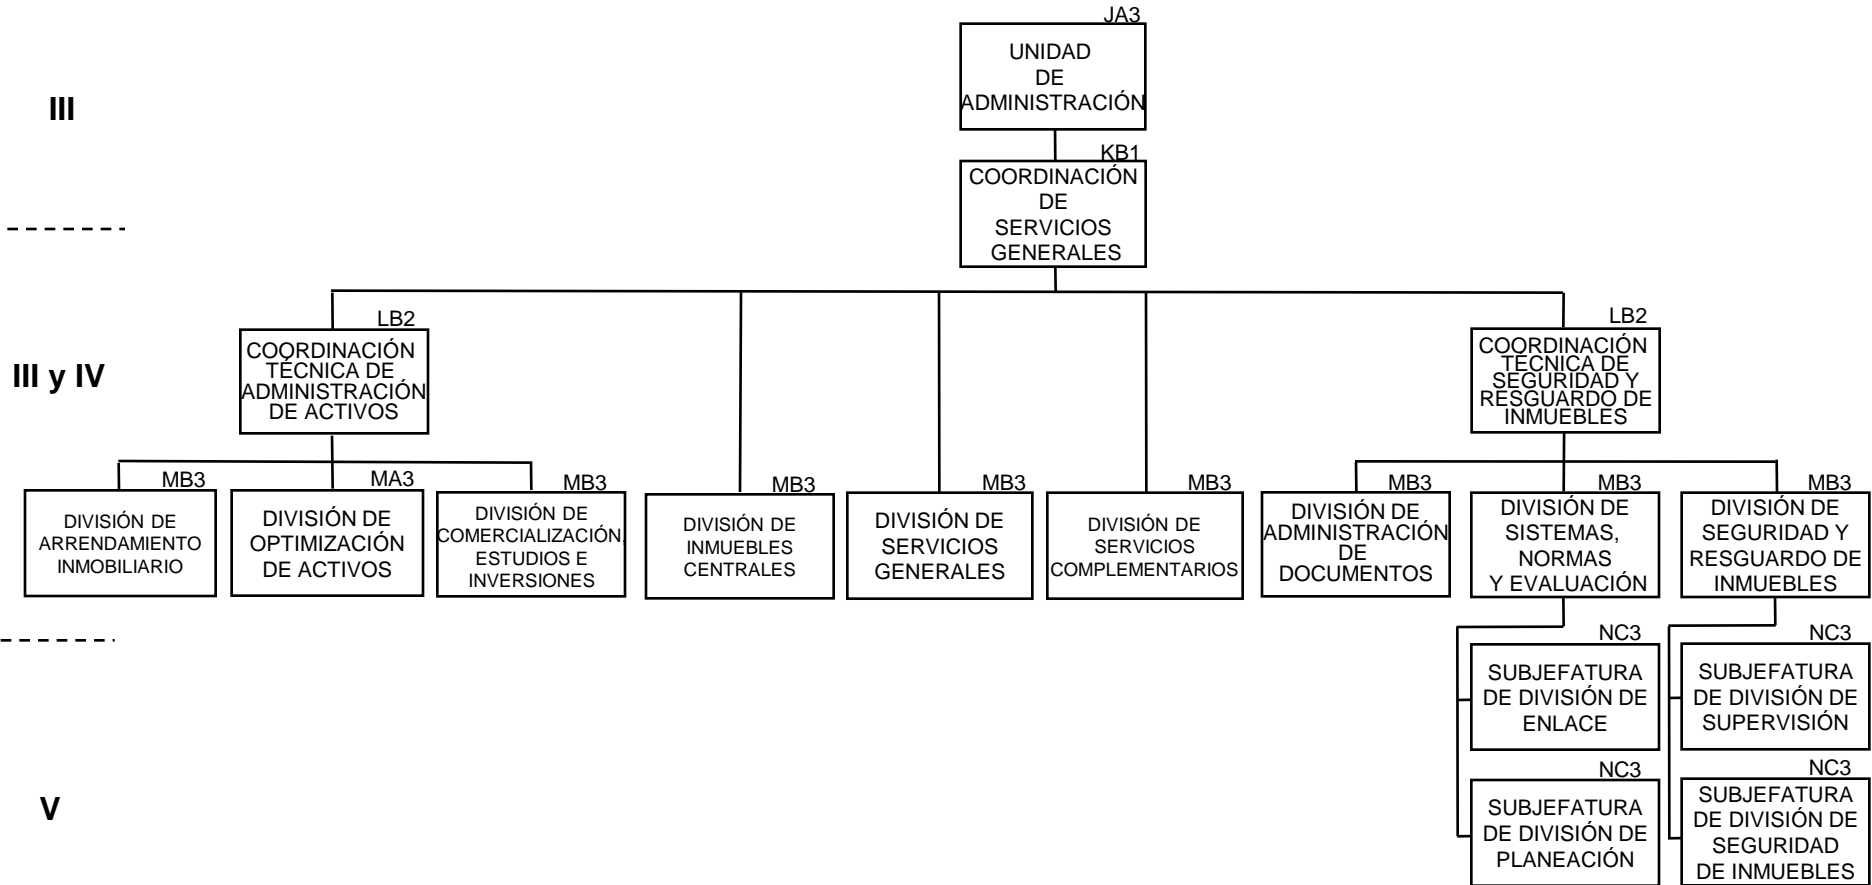 JA3
UNIDAD
DE
ADMINISTRACIÓN
III
KB1
COORDINACIÓN
DE
SERVICIOS
GENERALES
LB2
COORDINACIÓN
TÉCNICA DE
ADMINISTRACIÓN
DE ACTIVOS
LB2
COORDINACIÓN
TÉCNICA DE
SEGURIDAD Y
RESGUARDO DE
INMUEBLES
III y IV
MB3
DIVISIÓN DE
ARRENDAMIENTO
INMOBILIARIO
MA3
DIVISIÓN DE
OPTIMIZACIÓN
DE ACTIVOS
MB3
DIVISIÓN DE
COMERCIALIZACIÓN,
ESTUDIOS E
INVERSIONES
MB3
DIVISIÓN DE
INMUEBLES
CENTRALES
MB3
DIVISIÓN DE
SERVICIOS
GENERALES
MB3
DIVISIÓN DE
SERVICIOS
COMPLEMENTARIOS
MB3
DIVISIÓN DE
ADMINISTRACIÓN
DE
DOCUMENTOS
MB3
DIVISIÓN DE
SISTEMAS,
NORMAS
Y EVALUACIÓN
MB3
DIVISIÓN DE
SEGURIDAD Y
RESGUARDO DE
INMUEBLES
NC3
SUBJEFATURA
DE DIVISIÓN DE
ENLACE
NC3
SUBJEFATURA
DE DIVISIÓN DE
SUPERVISIÓN
V
NC3
SUBJEFATURA
DE DIVISIÓN DE
PLANEACIÓN
NC3
SUBJEFATURA
DE DIVISIÓN DE
SEGURIDAD
DE INMUEBLES